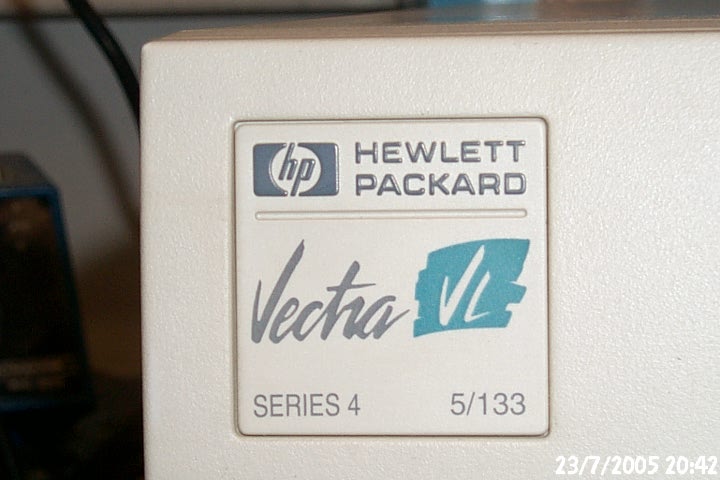 hp HEWLETT
PACKARD
Vectra VL
SERIES 4 5/133
23/7/2005 20:42